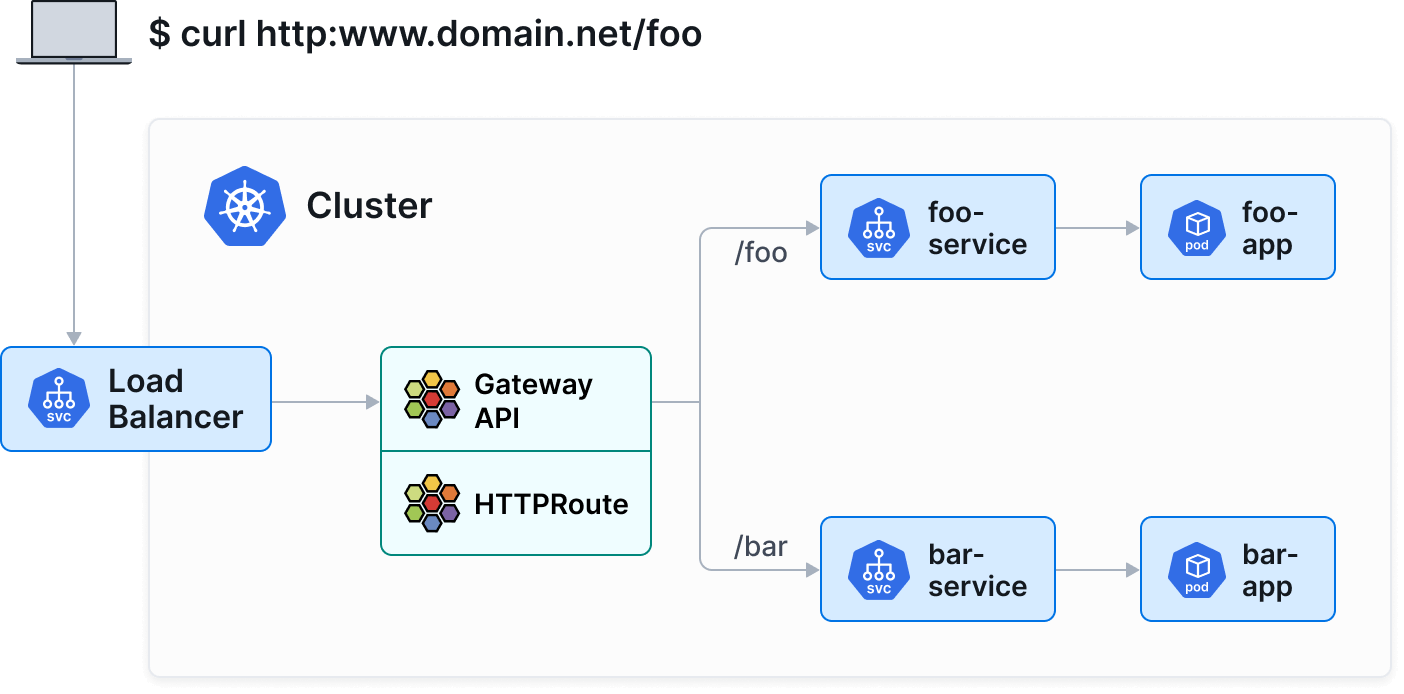 $ curl http:www.domain.net/foo
Cluster
/foo
svc
foo-
service
pod
foo-
app
svc
Load
Balancer
Gateway
API
HTTPRoute
/bar
svc
bar-
service
pod
bar-
app